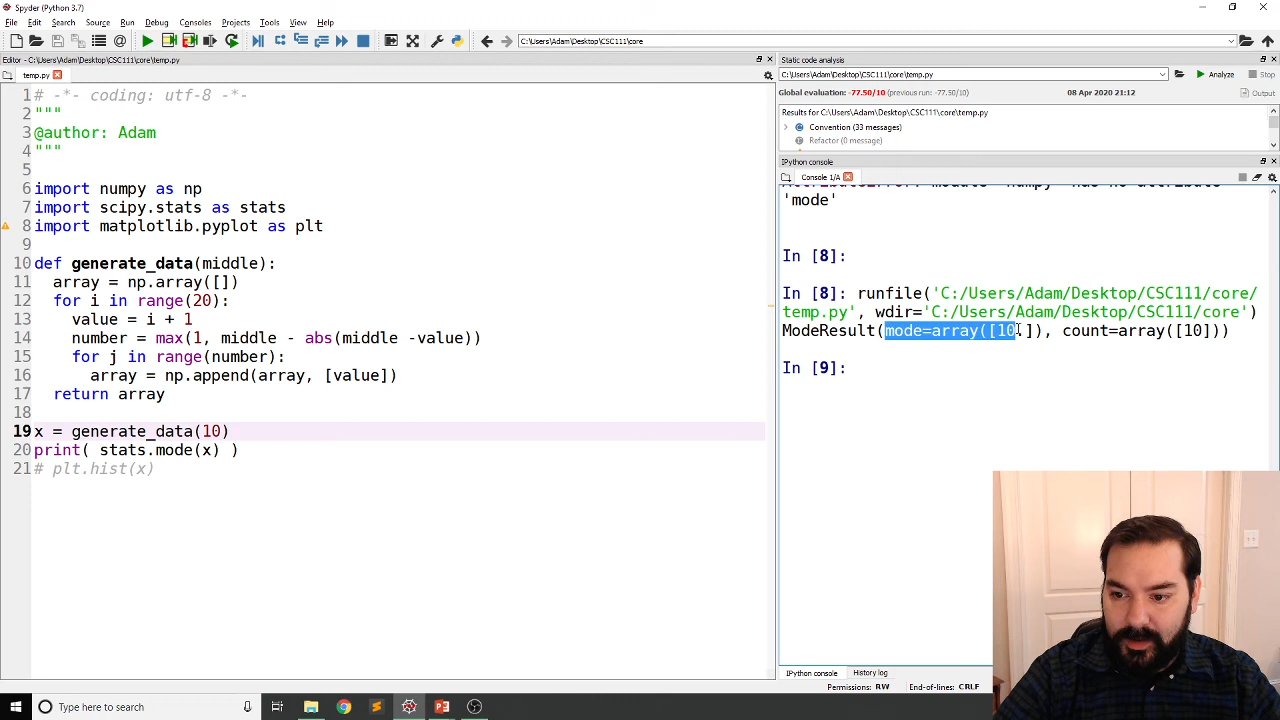 Spyder (Python 3.7)
File Edit Search Source Run Debug Consoles Projects Tools View Help
C:\Users\Adam\Desktop\CSC111\core
Editor - C:\Users\Adam\Desktop\CSC111\core\temp.py
temp.py
1 # -*- coding: utf-8 -*-
2 """
3 @author: Adam
4 """
5
6 import numpy as np
7 import scipy.stats as stats
8 import matplotlib.pyplot as plt
9
10 def generate_data(middle):
11 array = np.array([])
12 for i in range(20):
13 value = i + 1
14 number = max(1, middle - abs(middle -value))
15 for j in range(number):
16 array = np.append(array, [value])
17 return array
18
19 x = generate_data(10)
20 print( stats.mode(x) )
21 # plt.hist(x)
Static code analysis
C:\Users\Adam\Desktop\CSC111\core\temp.py
Analyze Stop
Global evaluation: -77.50/10 (previous run: -77.50/10) 08 Apr 2020 21:12 Output
Results for C:\Users\Adam\Desktop\CSC111\core\temp.py
Convention (33 messages)
Refactor (0 message)
IPython console
Console 1/A
'mode'
In [8]:
In [8]: runfile('C:/Users/Adam/Desktop/CSC111/core/
temp.py', wdir='C:/Users/Adam/Desktop/CSC111/core')
ModeResult(mode=array([10.]), count=array([10]))
In [9]:
IPython console History log
Permissions: RW End-of-lines: CRLF
Type here to search